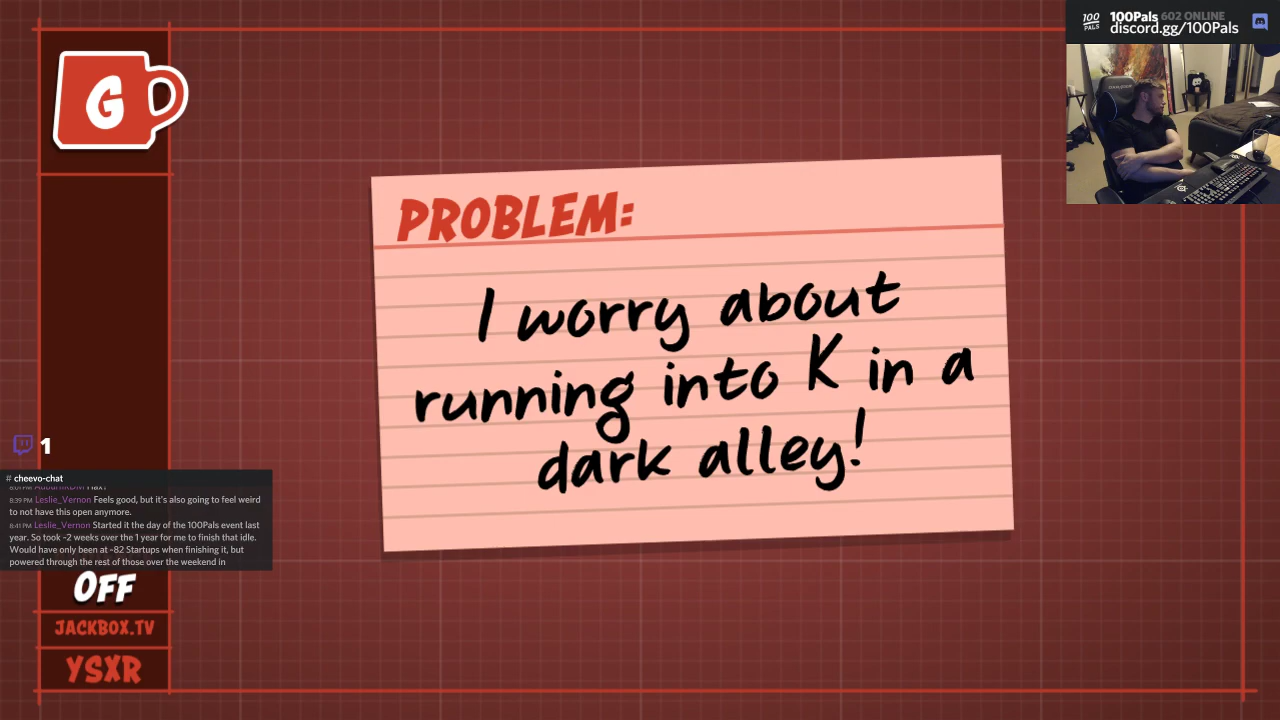 G
PROBLEM:
I worry about
running into K in a
dark alley!
100
PALS
100Pals 602 ONLINE
discord.gg/100Pals
1
# cheevo-chat
8:39 PM Leslie_Vernon Feels good, but it's also going to feel weird
to not have this open anymore.
8:41 PM Leslie_Vernon Started it the day of the 100Pals event last
year. So took ~2 weeks over the 1 year for me to finish that idle.
Would have only been at ~82 Startups when finishing it, but
powered through the rest of those over the weekend in
OFF
JACKBOX.TV
YSXR